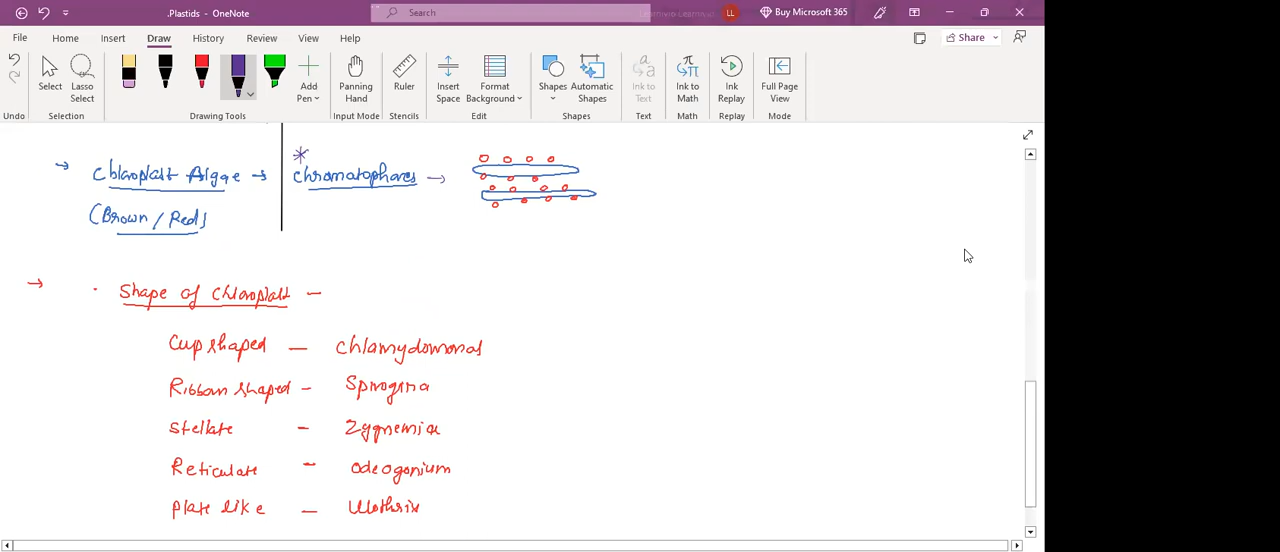 .Plastids - OneNote
Search
LL
Buy Microsoft 365
File Home Insert Draw History Review View Help
Share
Select
Lasso Select
Add Pen
Panning Hand
Ruler
Insert Space
Format Background
Shapes
Automatic Shapes
Ink to Text
Ink to Math
Ink Replay
Full Page View
Undo Selection Drawing Tools Input Mode Stencils Edit Shapes Text Math Replay Mode
→ Chloroplast Algae → * Chromatophores →
(Brown / Red)
→ . Shape of Chloroplast —
Cup shaped — Chlamydomonas
Ribbon shaped - Spirogyra
Stellate - Zygnemia
Reticulate - Odeogonium
Plate like — Ulothrix